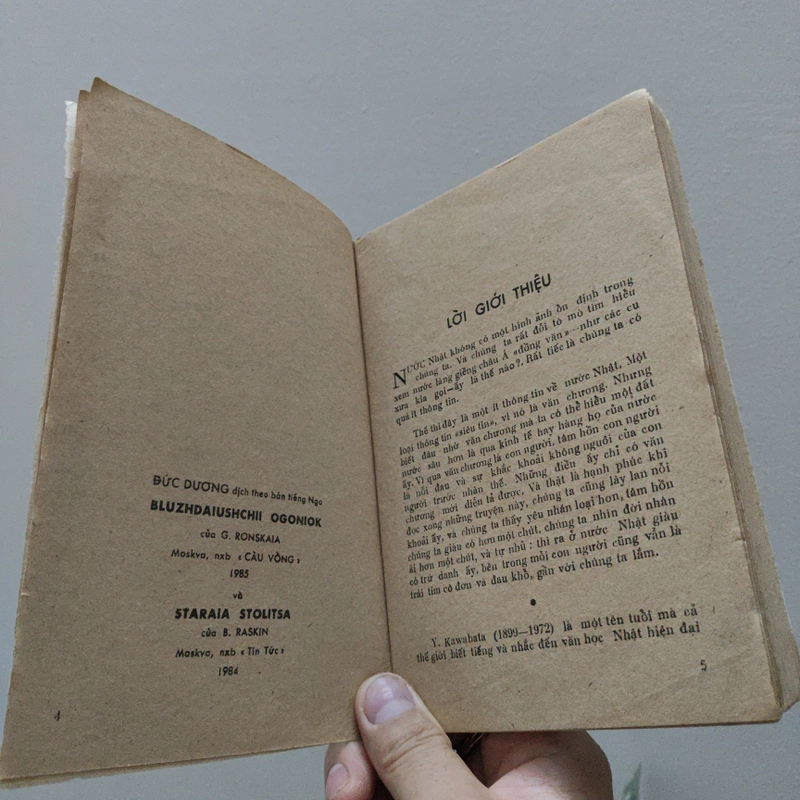 ĐỨC DƯƠNG dịch theo bản tiếng Nga
BLUZHDAIUSHCHII OGONIOK
của G. RONSKAIA
Moskva, nxb « CẦU VỒNG »
1985
và
STARAIA STOLITSA
của B. RASKIN
Moskva, nxb « Tin Tức »
1984
4
LỜI GIỚI THIỆU
NƯỚC Nhật không có một hình ảnh ổn định trong
chúng ta. Và chúng ta rất đổi tò mò tìm hiểu
xem nước láng giềng châu Á «đồng văn»—như các cụ
xưa kia gọi—ấy là thế nào?. Rất tiếc là chúng ta có
quá ít thông tin.
Thế thì đây là một ít thông tin về nước Nhật. Một
loại thông tin «siêu tin», vì nó là văn chương. Nhưng
biết đâu nhờ văn chương mà ta có thể hiểu một đất
nước sâu hơn là qua kinh tế hay hàng họ của nước
ấy. Vì qua văn chương là con người, tâm hồn con người
là nỗi đau và sự khắc khoải không nguôi của con
người trước nhân thế. Những điều ấy chỉ có văn
chương mới diễn tả được. Và thật là hạnh phúc khi
đọc xong những truyện này, chúng ta cũng lây lan nỗi
khoải ấy, và chúng ta thấy yêu nhân loại hơn, tâm hồn
chúng ta giàu có hơn một chút, chúng ta nhìn đời nhân
ái hơn một chút, và tự nhủ : thì ra ở nước Nhật giàu
có trứ danh ấy, bên trong mỗi con người cũng vẫn là
trái tim cô đơn và đau khổ, gần với chúng ta lắm.
•
Y. Kawabata (1899—1972) là một tên tuổi mà cả
thế giới biết tiếng và nhắc đến văn học Nhật hiện đại
5